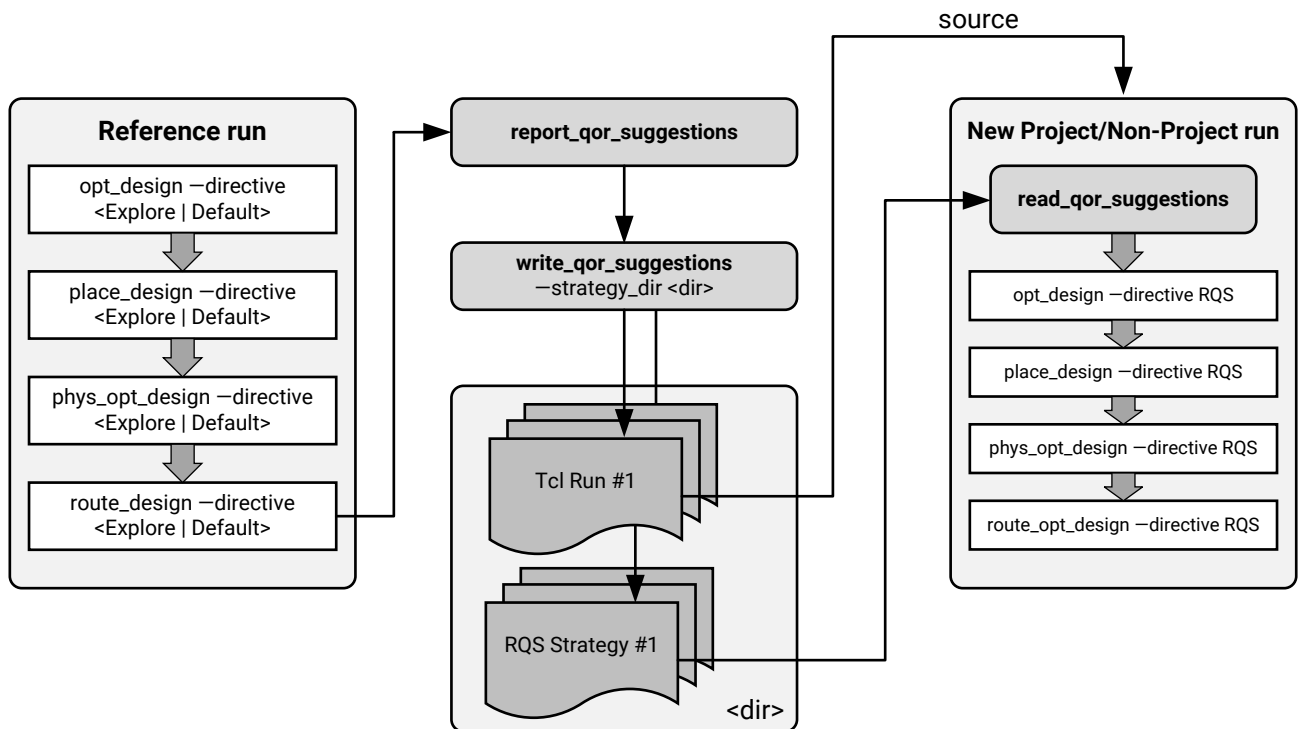 source
Reference run
opt_design —directive
<Explore | Default>
place_design —directive
<Explore | Default>
phys_opt_design —directive
<Explore | Default>
route_design —directive
<Explore | Default>
report_qor_suggestions
write_qor_suggestions
—strategy_dir <dir>
Tcl Run #1
RQS Strategy #1
<dir>
New Project/Non-Project run
read_qor_suggestions
opt_design —directive RQS
place_design —directive RQS
phys_opt_design —directive RQS
route_opt_design —directive RQS